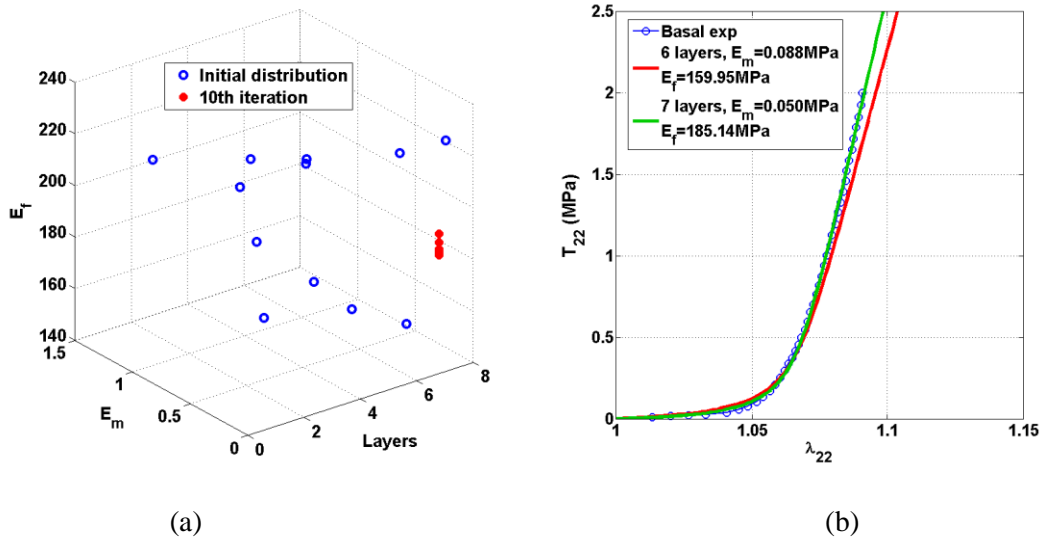 240
220
200
180
160
140
E_f
1.5
1
0.5
0
E_m
0
2
4
6
8
Layers
Initial distribution
10th iteration
2.5
2
1.5
1
0.5
0
T_22 (MPa)
Basal exp
6 layers, E_m=0.088MPa
E_f=159.95MPa
7 layers, E_m=0.050MPa
E_f=185.14MPa
1
1.05
1.1
1.15
λ_22
(a)
(b)